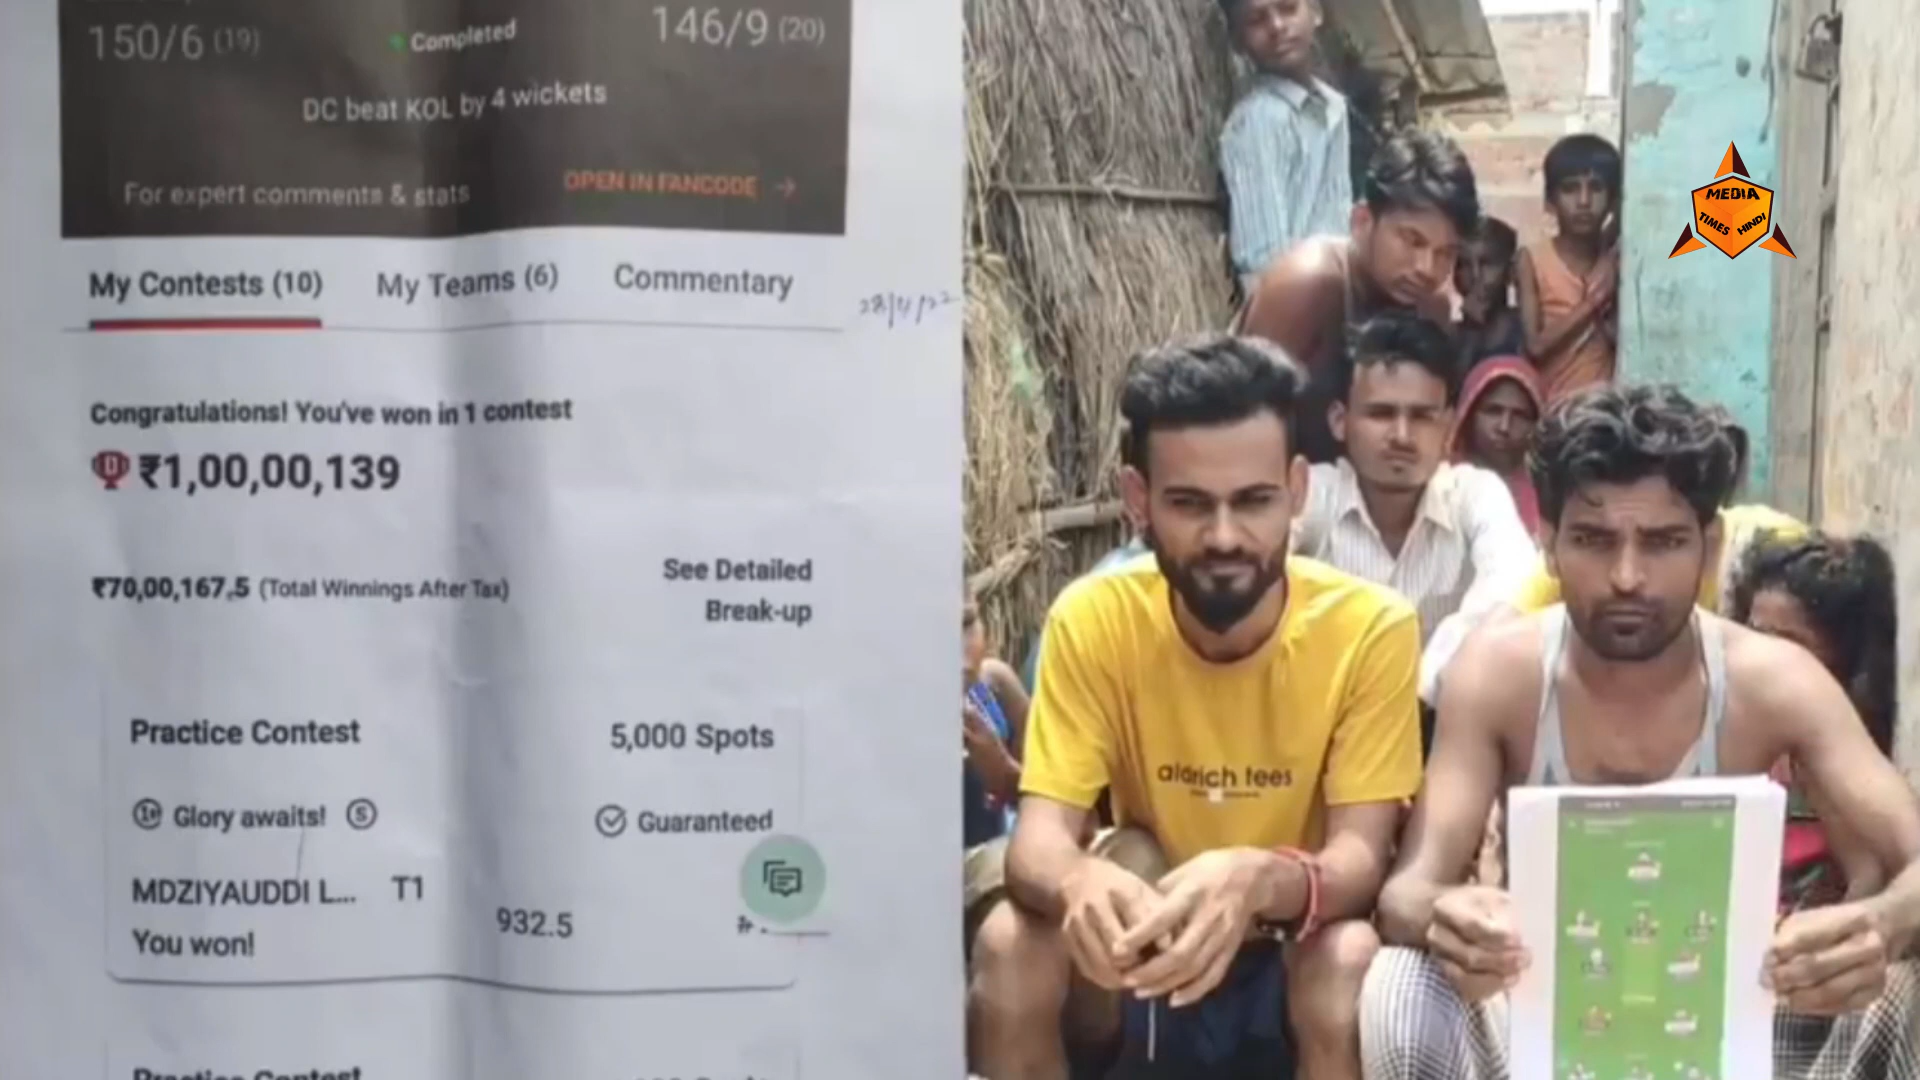 150/6 (19)
Completed
146/9 (20)
DC beat KOL by 4 wickets
For expert comments & stats
OPEN IN FANCODE →
My Contests (10)
My Teams (6)
Commentary
28/4/22
Congratulations! You've won in 1 contest
₹1,00,00,139
₹70,00,167.5 (Total Winnings After Tax)
See Detailed
Break-up
Practice Contest
5,000 Spots
Glory awaits!
S
Guaranteed
MDZIYAUDDI L...
T1
932.5
You won!
Practice Contest
MEDIA
TIMES
HINDI
aldrich tees